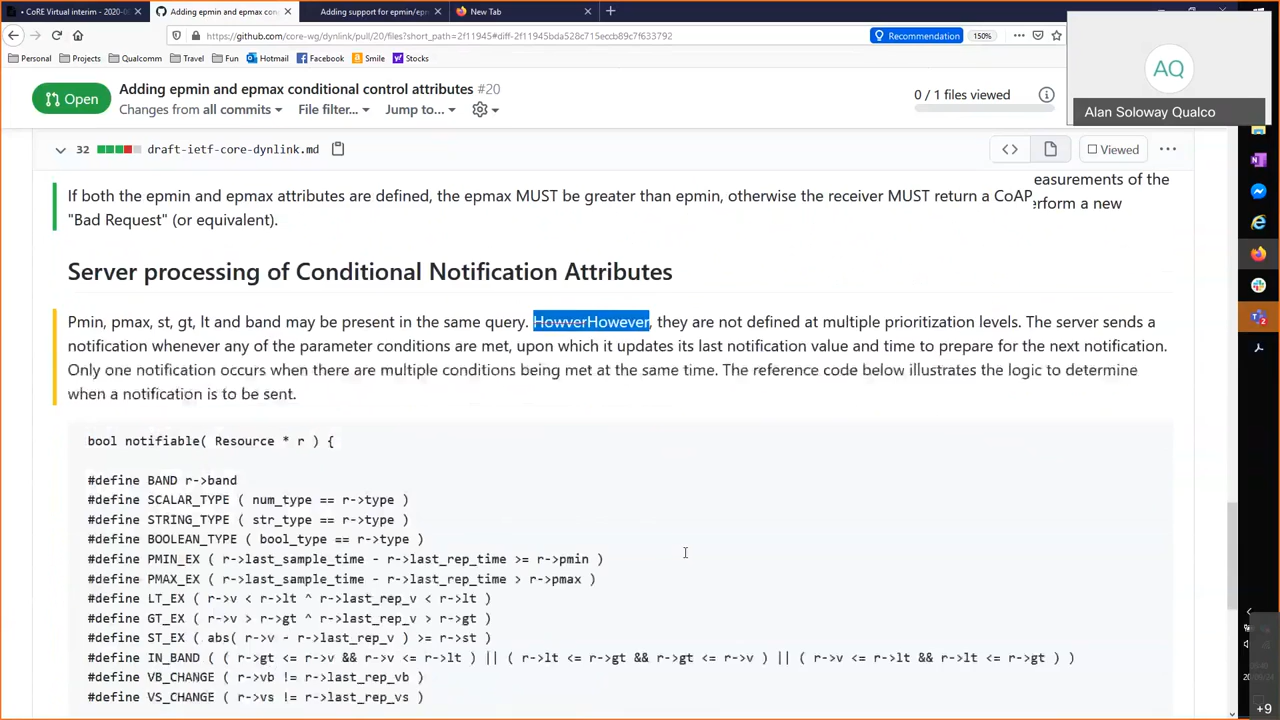 • CoRE Virtual interim - 2020-0
Adding epmin and epmax con
Adding support for epmin/epr
New Tab
https://github.com/core-wg/dynlink/pull/20/files?short_path=2f11945#diff-2f11945bda528c715eccb89c7f633792
Recommendation
150%
Personal
Projects
Qualcomm
Travel
Fun
Hotmail
Facebook
Smile
Stocks
AQ
Alan Soloway Qualco
Open
Adding epmin and epmax conditional control attributes #20
Changes from all commits
File filter...
Jump to...
0 / 1 files viewed
32
draft-ietf-core-dynlink.md
Viewed
easurements of the
erform a new
If both the epmin and epmax attributes are defined, the epmax MUST be greater than epmin, otherwise the receiver MUST return a CoAP
"Bad Request" (or equivalent).
Server processing of Conditional Notification Attributes
Pmin, pmax, st, gt, lt and band may be present in the same query. HowverHowever, they are not defined at multiple prioritization levels. The server sends a
notification whenever any of the parameter conditions are met, upon which it updates its last notification value and time to prepare for the next notification.
Only one notification occurs when there are multiple conditions being met at the same time. The reference code below illustrates the logic to determine
when a notification is to be sent.
bool notifiable( Resource * r ) {
#define BAND r->band
#define SCALAR_TYPE ( num_type == r->type )
#define STRING_TYPE ( str_type == r->type )
#define BOOLEAN_TYPE ( bool_type == r->type )
#define PMIN_EX ( r->last_sample_time - r->last_rep_time >= r->pmin )
#define PMAX_EX ( r->last_sample_time - r->last_rep_time > r->pmax )
#define LT_EX ( r->v < r->lt ^ r->last_rep_v < r->lt )
#define GT_EX ( r->v > r->gt ^ r->last_rep_v > r->gt )
#define ST_EX ( abs( r->v - r->last_rep_v ) >= r->st )
#define IN_BAND ( ( r->gt <= r->v && r->v <= r->lt ) || ( r->lt <= r->gt && r->gt <= r->v ) || ( r->v <= r->lt && r->lt <= r->gt ) )
#define VB_CHANGE ( r->vb != r->last_rep_vb )
#define VS_CHANGE ( r->vs != r->last_rep_vs )
+9